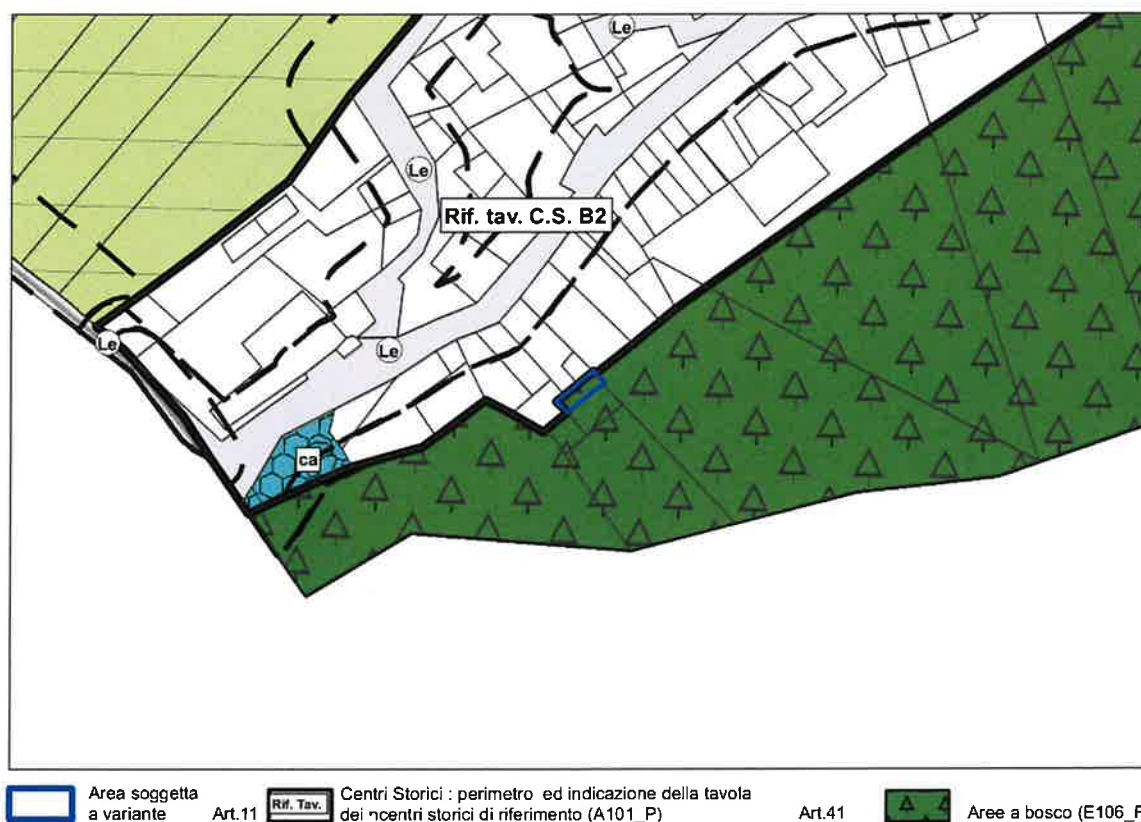 Le
Le
Rif. tav. C.S. B2
Le
Le
ca
Area soggetta
a variante
Art.11
Rif. Tav.
Centri Storici : perimetro ed indicazione della tavola
dei centri storici di riferimento (A101_P)
Art.41
Aree a bosco (E106_P